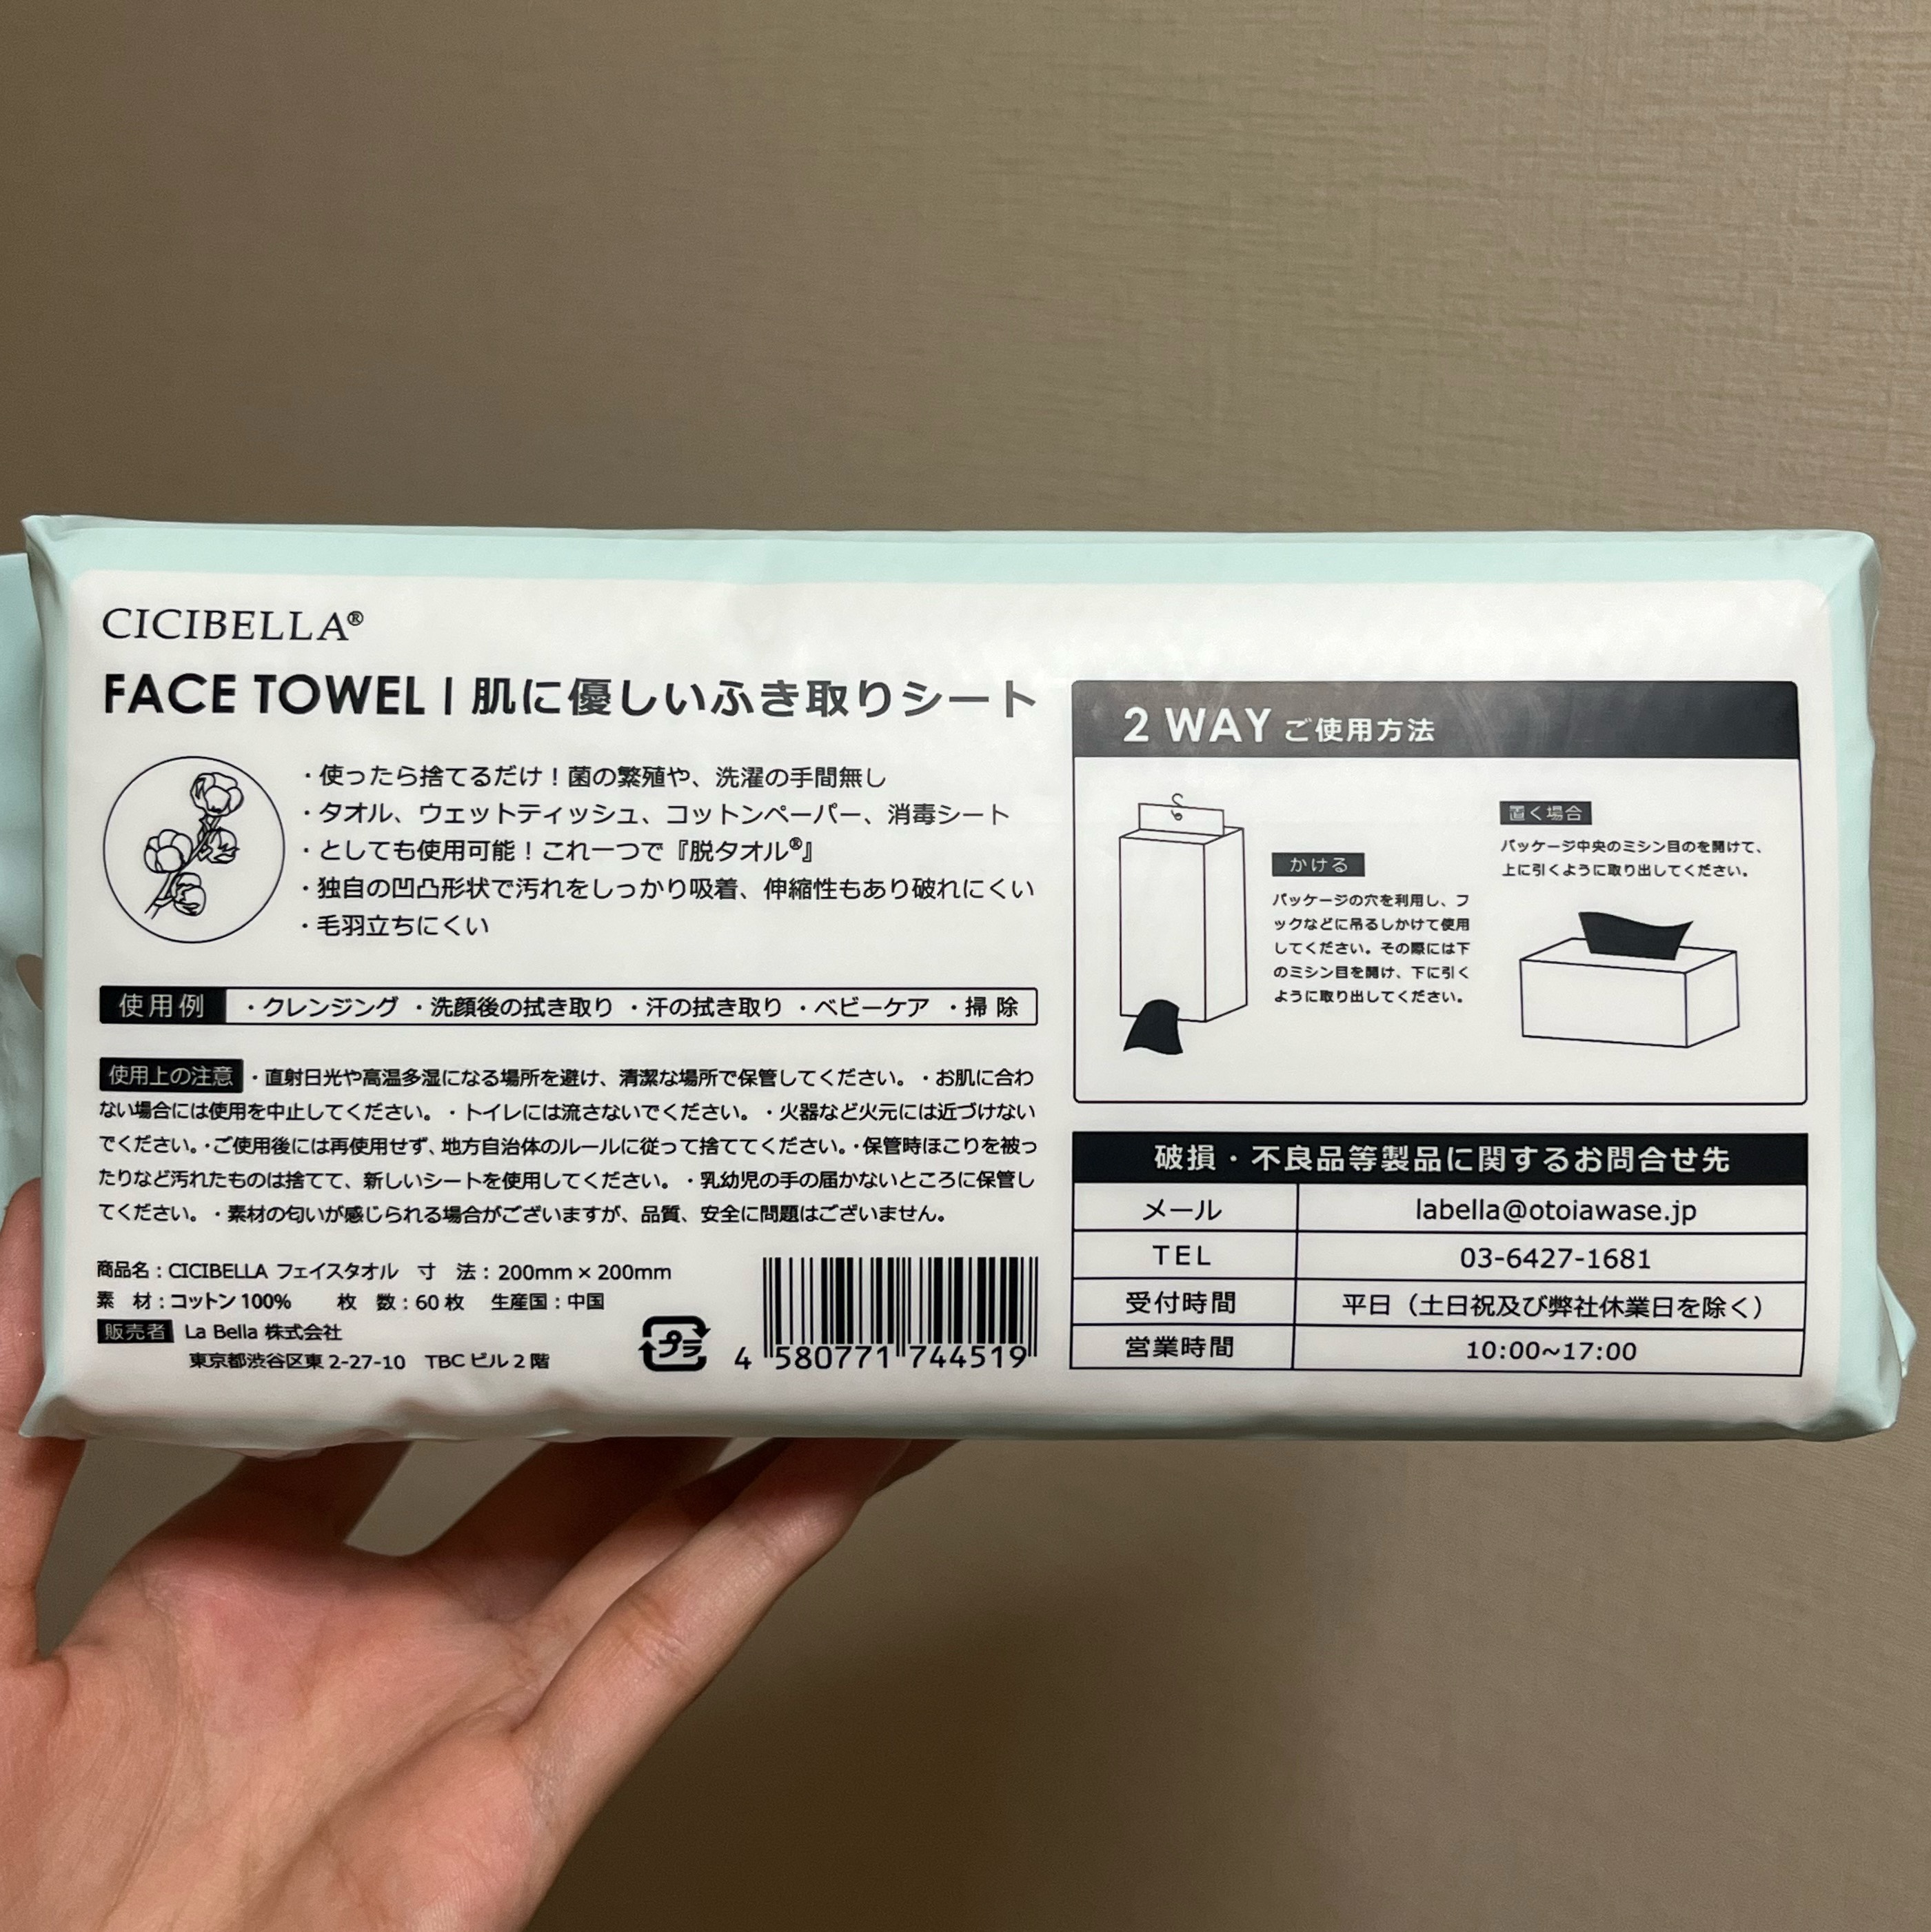 CICIBELLA®
FACE TOWEL | 肌に優しいふき取りシート
・使ったら捨てるだけ！菌の繁殖や、洗濯の手間無し
・タオル、ウェットティッシュ、コットンペーパー、消毒シート
・としても使用可能！これ一つで『脱タオル®』
・独自の凹凸形状で汚れをしっかり吸着、伸縮性もあり破れにくい
・毛羽立ちにくい
使用例 ・クレンジング ・洗顔後の拭き取り ・汗の拭き取り ・ベビーケア ・掃 除
使用上の注意 ・直射日光や高温多湿になる場所を避け、清潔な場所で保管してください。・お肌に合わ
ない場合には使用を中止してください。・トイレには流さないでください。・火器など火元には近づけない
でください。・ご使用後には再使用せず、地方自治体のルールに従って捨ててください。・保管時ほこりを被っ
たりなど汚れたものは捨てて、新しいシートを使用してください。・乳幼児の手の届かないところに保管し
てください。・素材の匂いが感じられる場合がございますが、品質、安全に問題はございません。
商品名：CICIBELLA フェイスタオル 寸 法：200mm×200mm
素 材：コットン100% 枚 数：60枚 生産国：中国
販売者 La Bella 株式会社
東京都渋谷区東2-27-10 TBCビル2階
プラ
4 580771 744519
2 WAY ご使用方法
かける
パッケージの穴を利用し、フ
ックなどに吊るしかけて使用
してください。その際には下
のミシン目を開け、下に引く
ように取り出してください。
置く場合
パッケージ中央のミシン目のを開けて、
上に引くように取り出してください。
破損・不良品等製品に関するお問合せ先
メール labella@otoiawase.jp
TEL 03-6427-1681
受付時間 平日（土日祝及び弊社休業日を除く）
営業時間 10:00~17:00